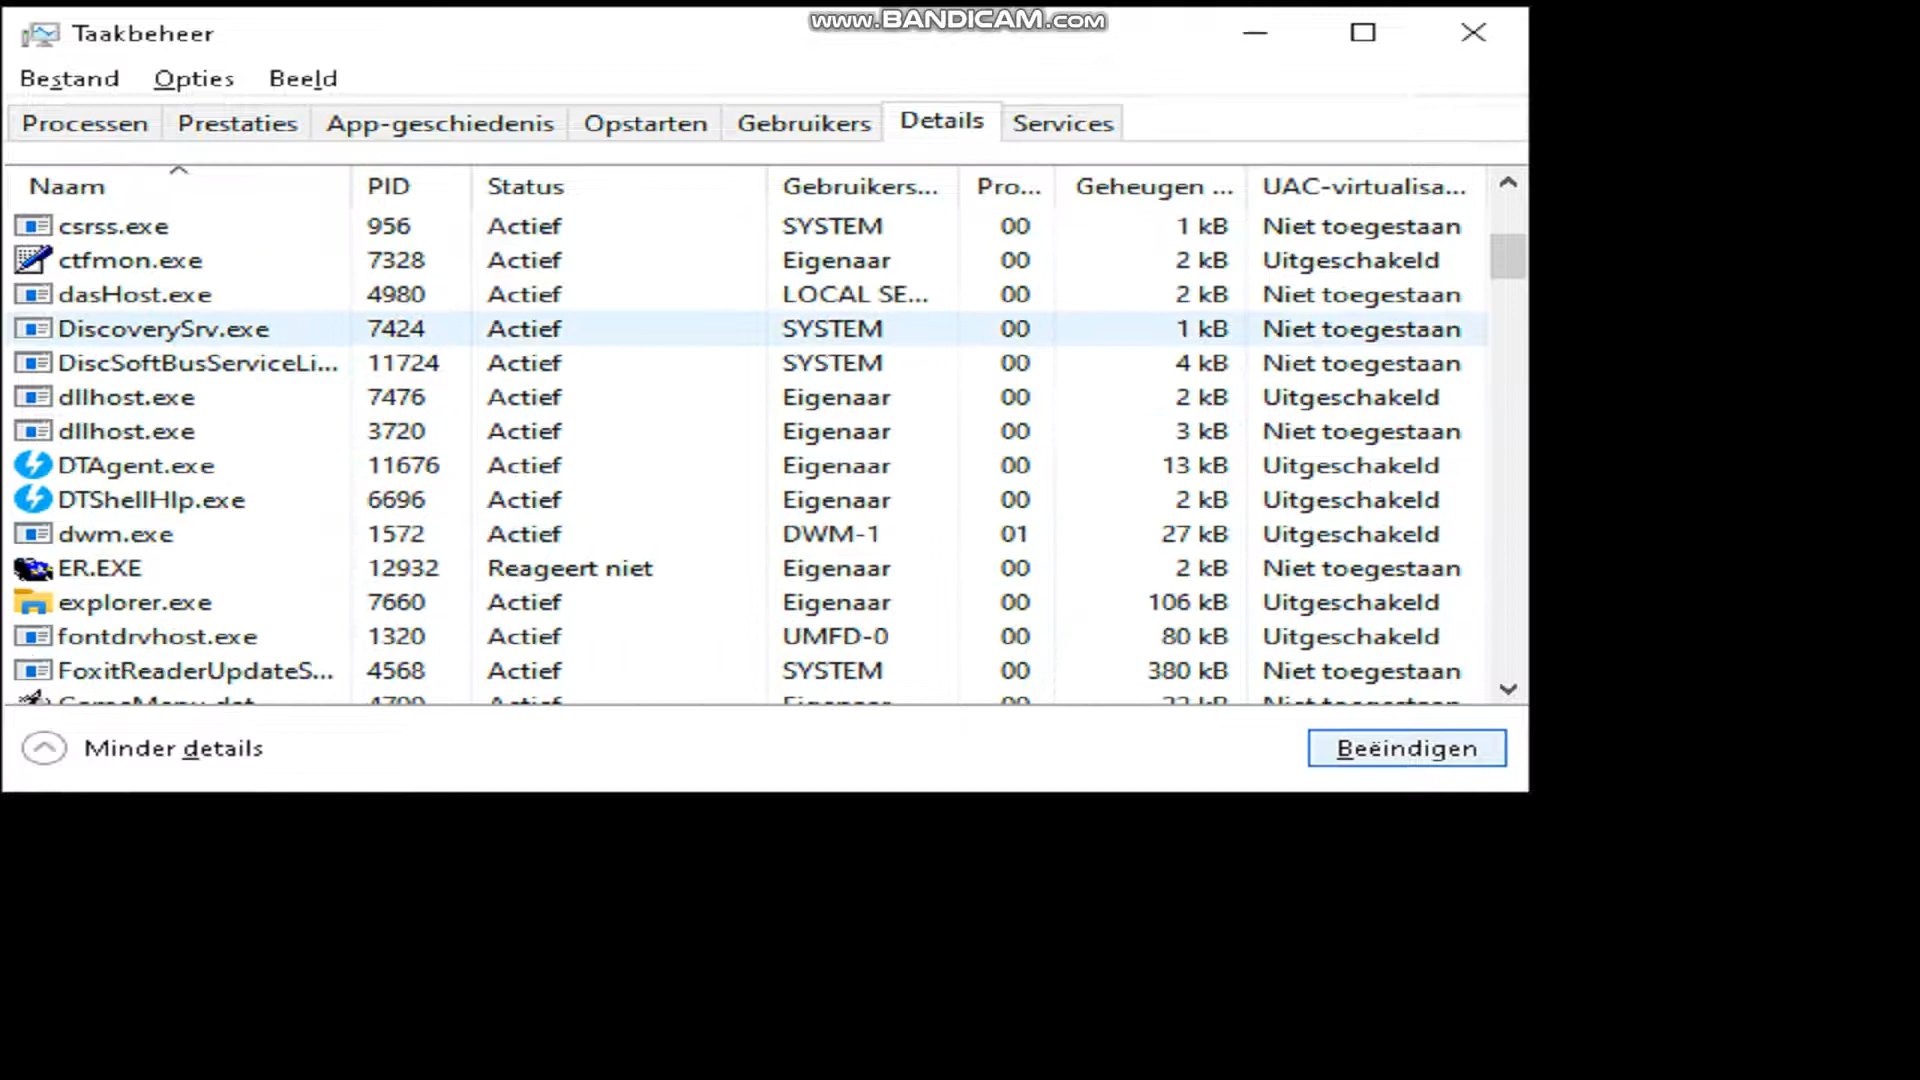 www.BANDICAM.com
Taakbeheer
Bestand Opties Beeld
Processen Prestaties App-geschiedenis Opstarten Gebruikers Details Services
Naam PID Status Gebruikers... Pro... Geheugen ... UAC-virtualisa...
csrss.exe 956 Actief SYSTEM 00 1 kB Niet toegestaan
ctfmon.exe 7328 Actief Eigenaar 00 2 kB Uitgeschakeld
dasHost.exe 4980 Actief LOCAL SE... 00 2 kB Niet toegestaan
DiscoverySrv.exe 7424 Actief SYSTEM 00 1 kB Niet toegestaan
DiscSoftBusServiceLi... 11724 Actief SYSTEM 00 4 kB Niet toegestaan
dllhost.exe 7476 Actief Eigenaar 00 2 kB Uitgeschakeld
dllhost.exe 3720 Actief Eigenaar 00 3 kB Niet toegestaan
DTAgent.exe 11676 Actief Eigenaar 00 13 kB Uitgeschakeld
DTShellHlp.exe 6696 Actief Eigenaar 00 2 kB Uitgeschakeld
dwm.exe 1572 Actief DWM-1 01 27 kB Uitgeschakeld
ER.EXE 12932 Reageert niet Eigenaar 00 2 kB Niet toegestaan
explorer.exe 7660 Actief Eigenaar 00 106 kB Uitgeschakeld
fontdrvhost.exe 1320 Actief UMFD-0 00 80 kB Uitgeschakeld
FoxitReaderUpdateS... 4568 Actief SYSTEM 00 380 kB Niet toegestaan
Minder details Beëindigen